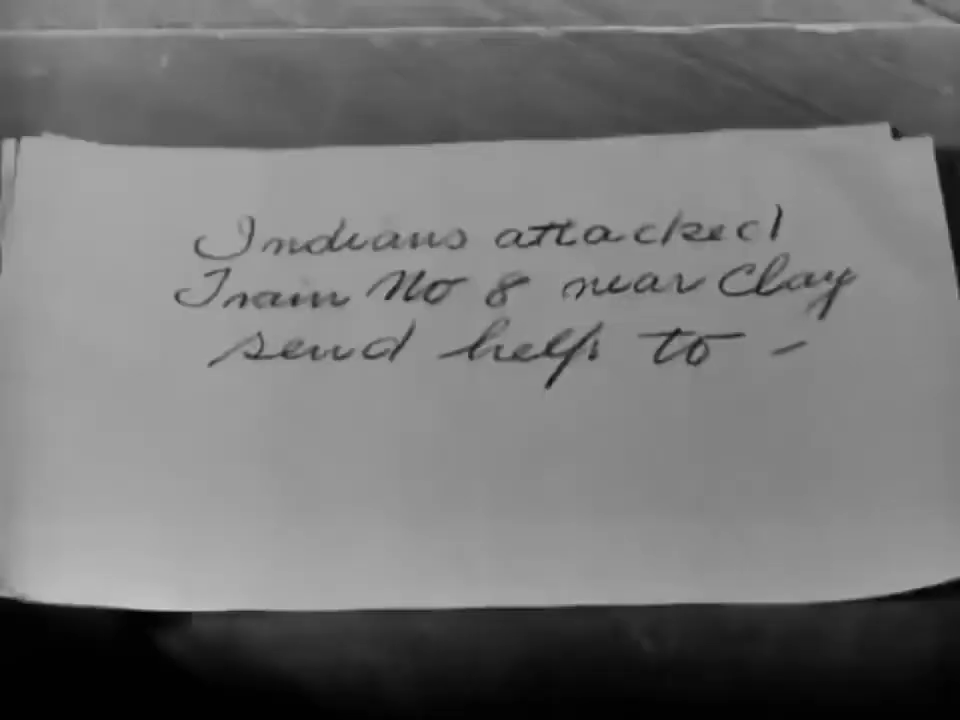 Indians attacked
Train No 8 near Clay
send help to -